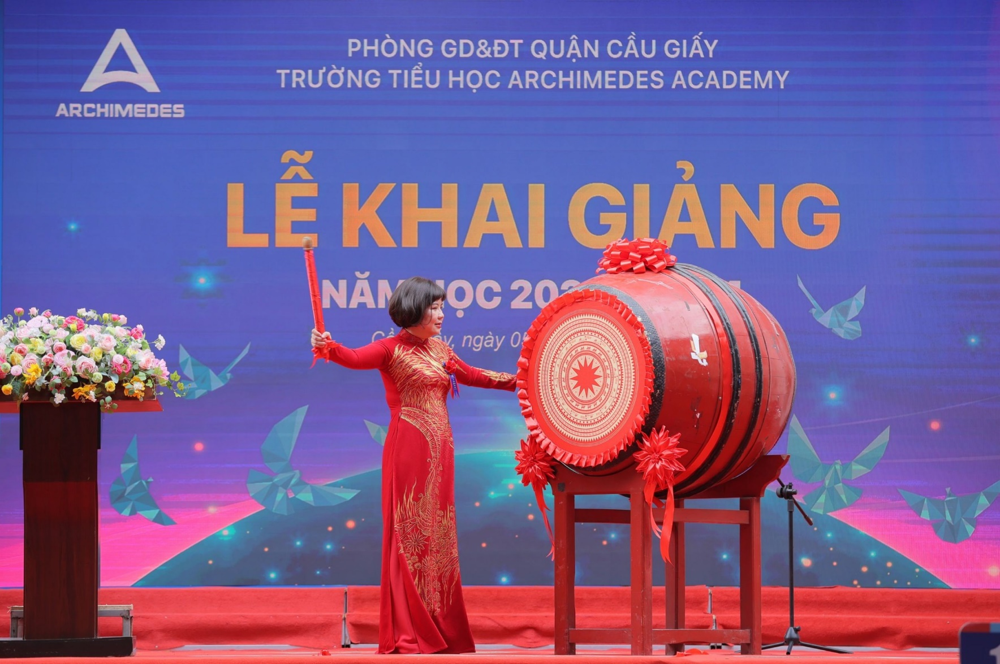 ARCHIMEDES
PHÒNG GD&ĐT QUẬN CẦU GIẤY
TRƯỜNG TIỂU HỌC ARCHIMEDES ACADEMY
LỄ KHAI GIẢNG
NĂM HỌC
ngày